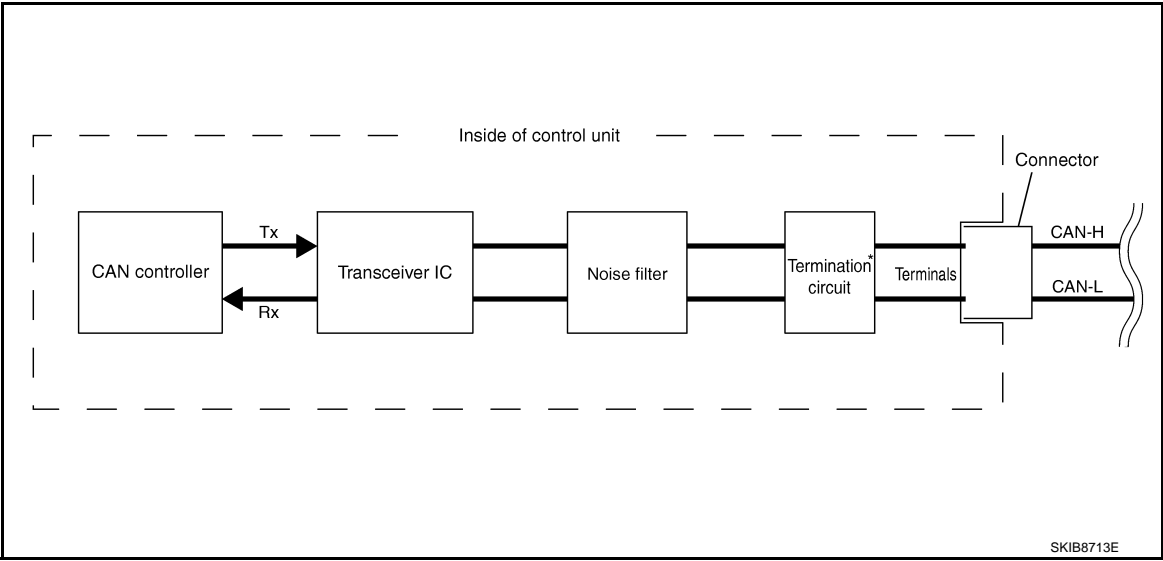 Inside of control unit
Connector
Tx
CAN-H
CAN controller
Transceiver IC
Noise filter
Termination*
circuit
Terminals
CAN-L
Rx
SKIB8713E